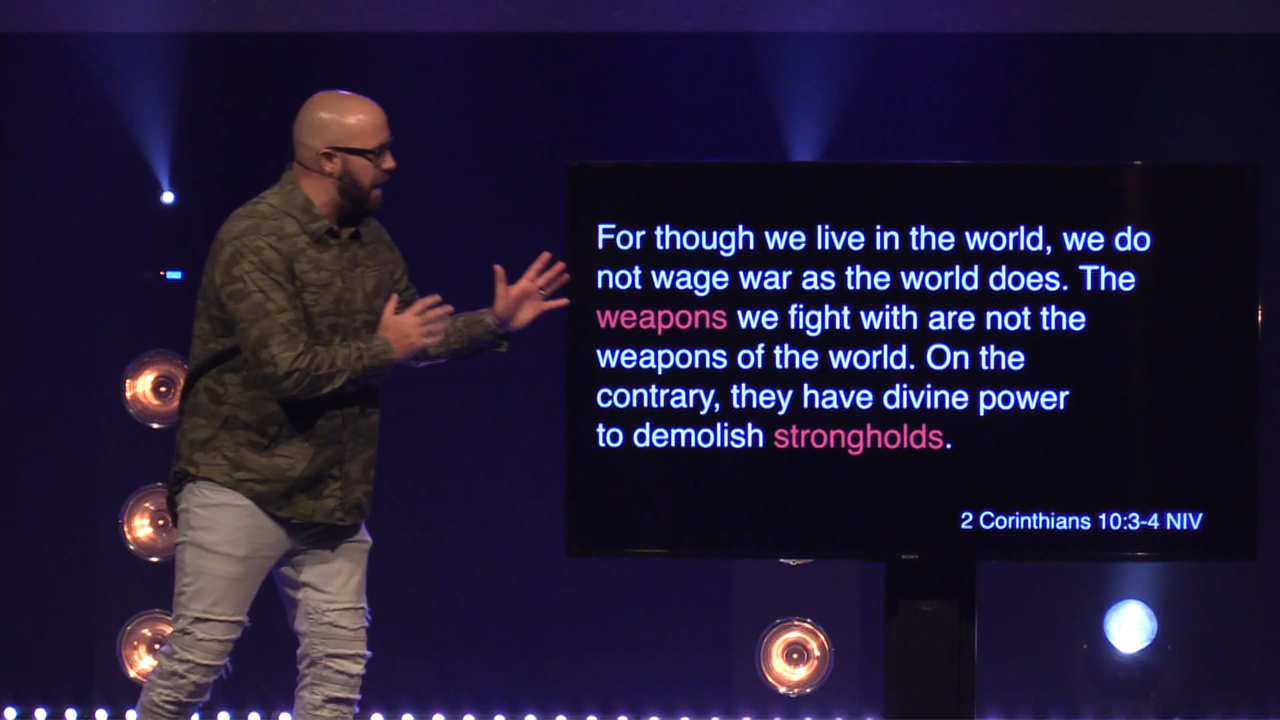 For though we live in the world, we do
not wage war as the world does. The
weapons we fight with are not the
weapons of the world. On the
contrary, they have divine power
to demolish strongholds.
2 Corinthians 10:3-4 NIV